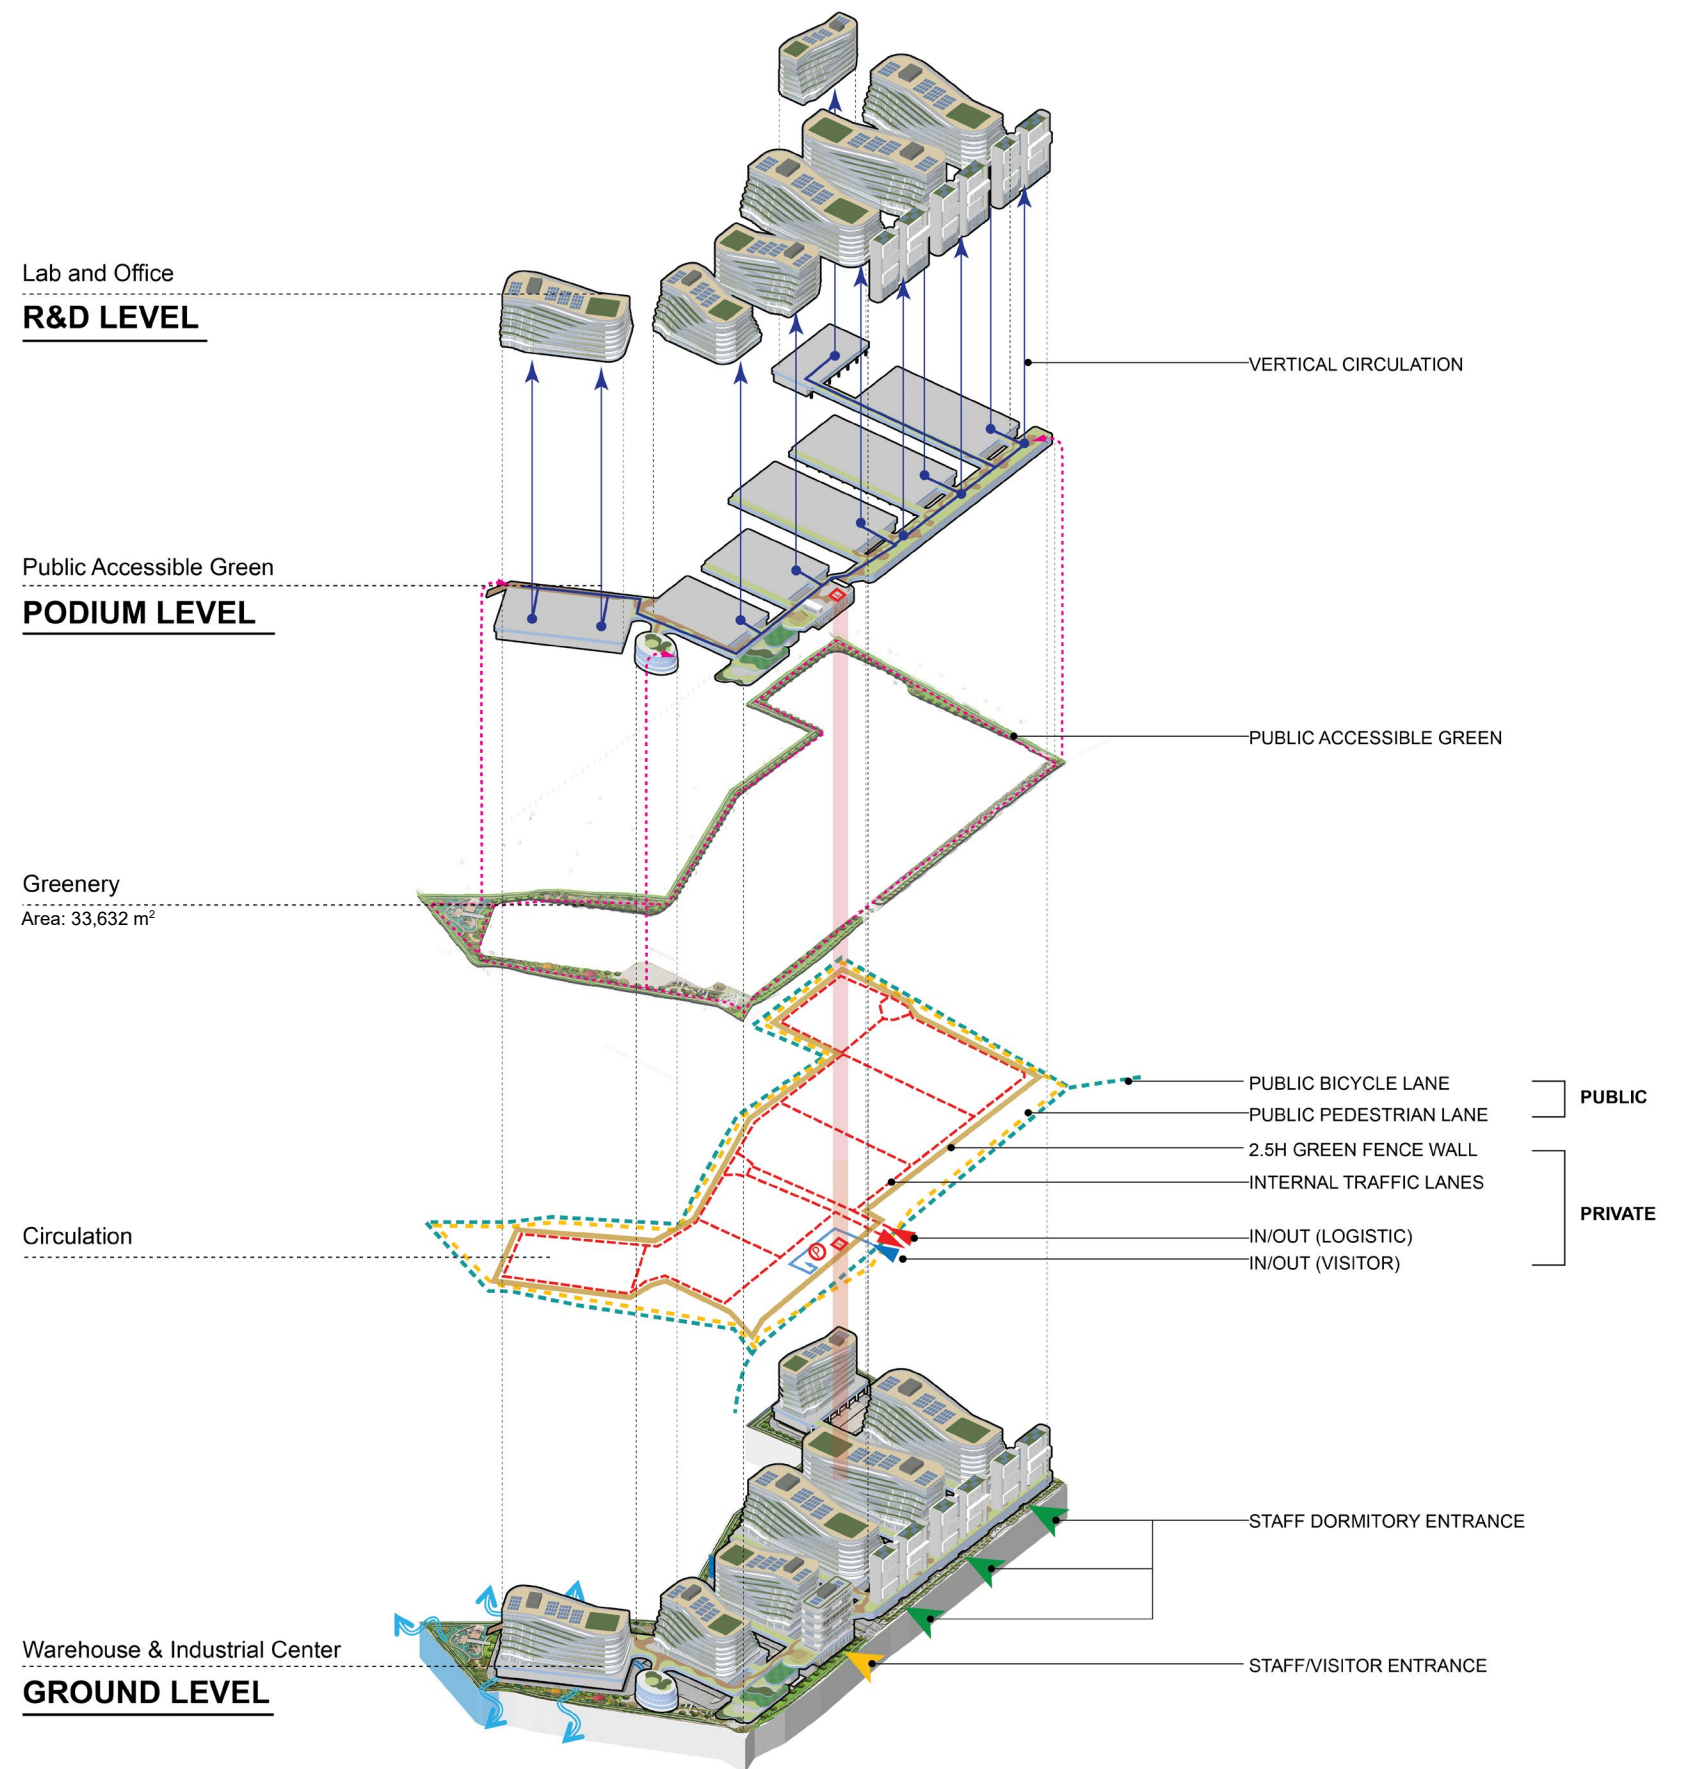 Lab and Office
R&D LEVEL
VERTICAL CIRCULATION
Public Accessible Green
PODIUM LEVEL
PUBLIC ACCESSIBLE GREEN
Greenery
Area: 33,632 m²
PUBLIC BICYCLE LANE
PUBLIC PEDESTRIAN LANE
PUBLIC
2.5H GREEN FENCE WALL
INTERNAL TRAFFIC LANES
PRIVATE
Circulation
IN/OUT (LOGISTIC)
P
IN/OUT (VISITOR)
STAFF DORMITORY ENTRANCE
Warehouse & Industrial Center
GROUND LEVEL
STAFF/VISITOR ENTRANCE